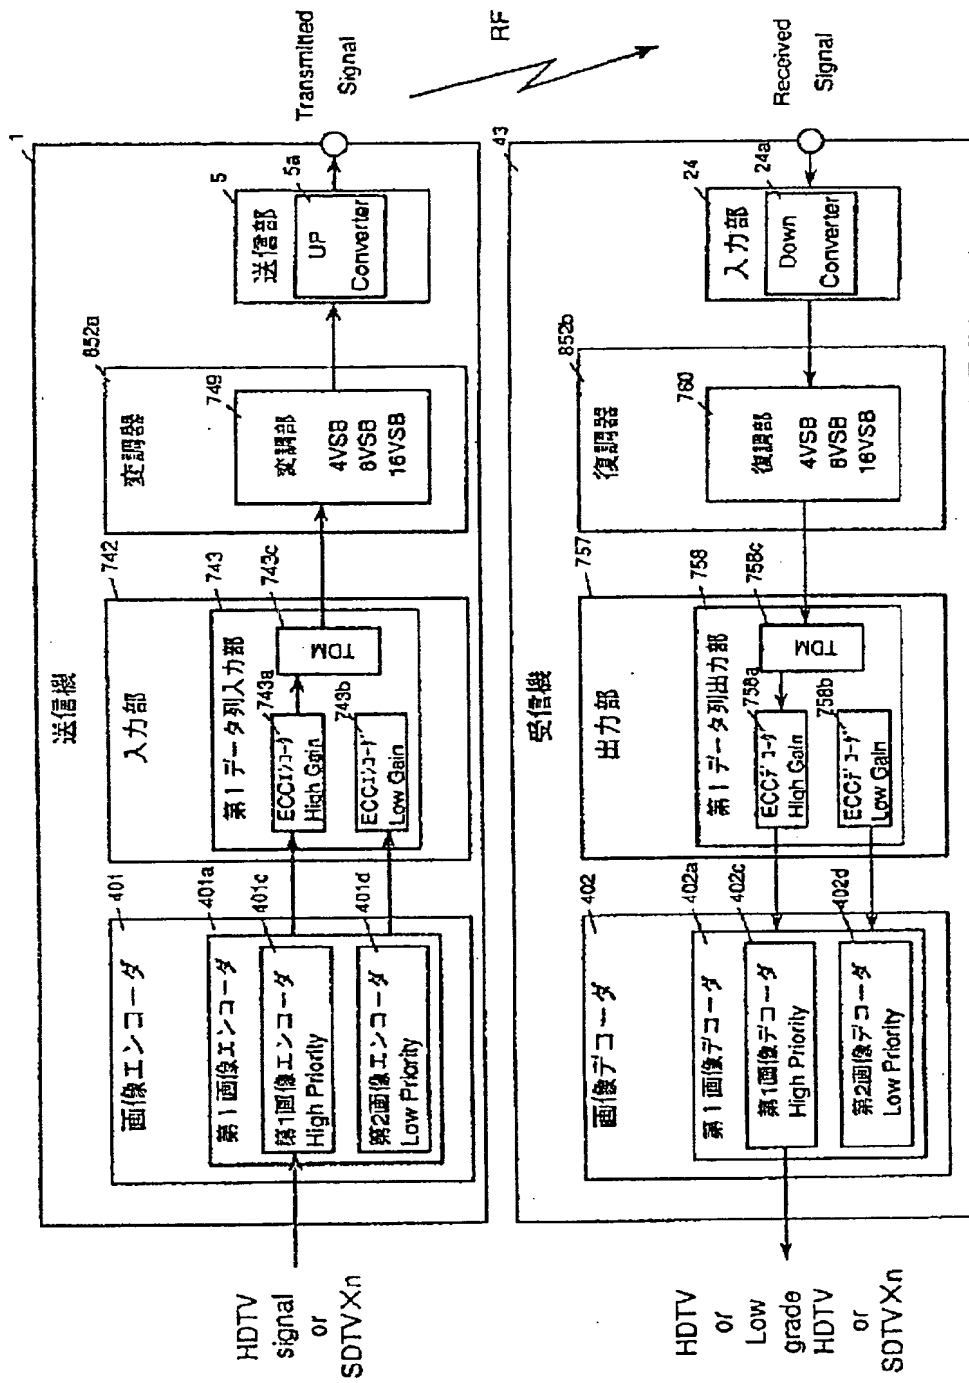 送信機
1
HDTV
signal
or
SDTVXn
画像エンコーダ
401
第1画像エンコーダ
401a
第1画像エンコーダ
High Priority
401c
第2画像エンコーダ
Low Priority
401d
入力部
742
第1データ列入力部
743
ECCエンコーダ
High Gain
743a
ECCエンコーダ
Low Gain
743b
TDM
743c
変調器
852a
変調部
4VSB
8VSB
16VSB
749
送信部
5
UP
Converter
5a
Transmitted
Signal
RF
受信機
43
HDTV
or Low
grade
HDTV
or
SDTVXn
画像デコーダ
402
第1画像デコーダ
402a
第1画像デコーダ
High Priority
402c
第2画像デコーダ
Low Priority
402d
出力部
757
第1データ列出力部
758
ECCデコーダ
High Gain
758a
ECCデコーダ
Low Gain
758b
TDM
758c
復調器
852b
復調部
4VSB
8VSB
16VSB
760
入力部
24
Down
Converter
24a
Received
Signal